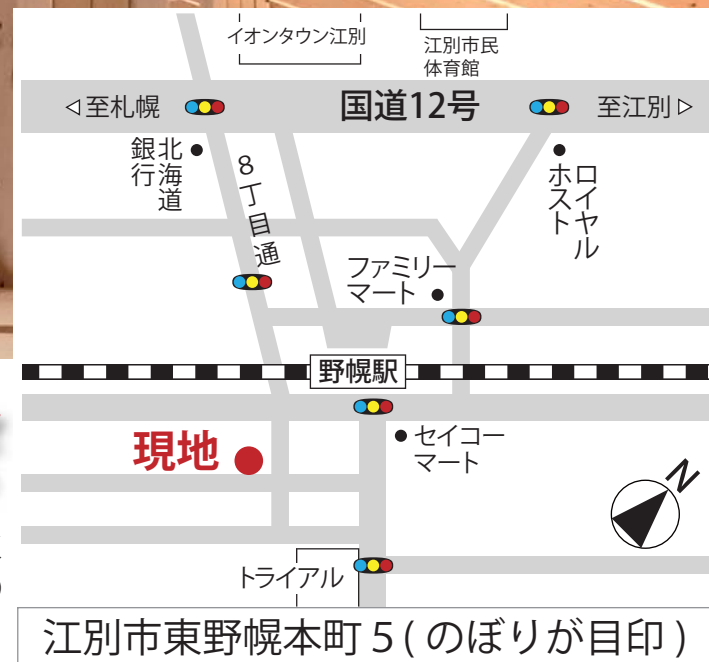 イオンタウン江別
江別市民
体育館
◁至札幌
国道12号
至江別▷
北海道
銀行
8丁目通
ロイヤル
ホスト
ファミリー
マート
野幌駅
現地
セイコー
マート
N
トライアル
江別市東野幌本町5(のぼりが目印)